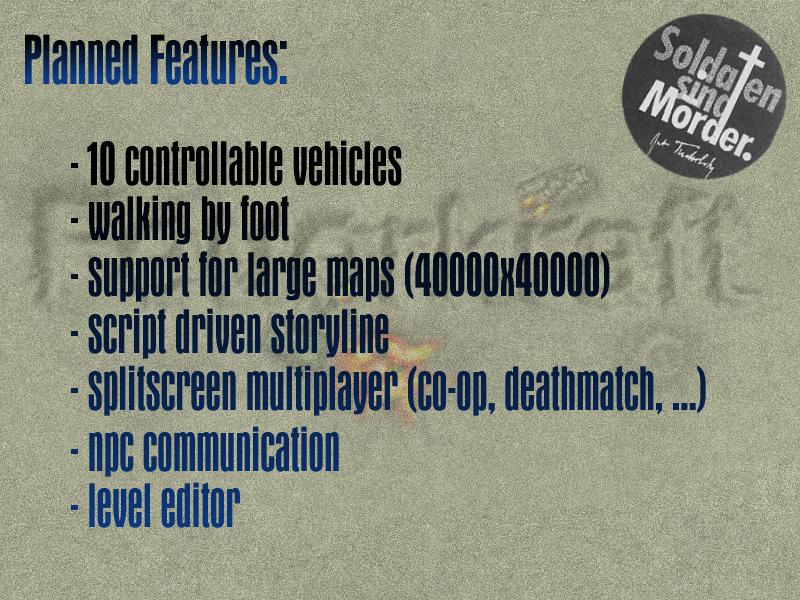 Planned Features:
Soldaten
sind
Mörder.
- 10 controllable vehicles
- walking by foot
- support for large maps (40000x40000)
- script driven storyline
- splitscreen multiplayer (co-op, deathmatch, ...)
- npc communication
- level editor